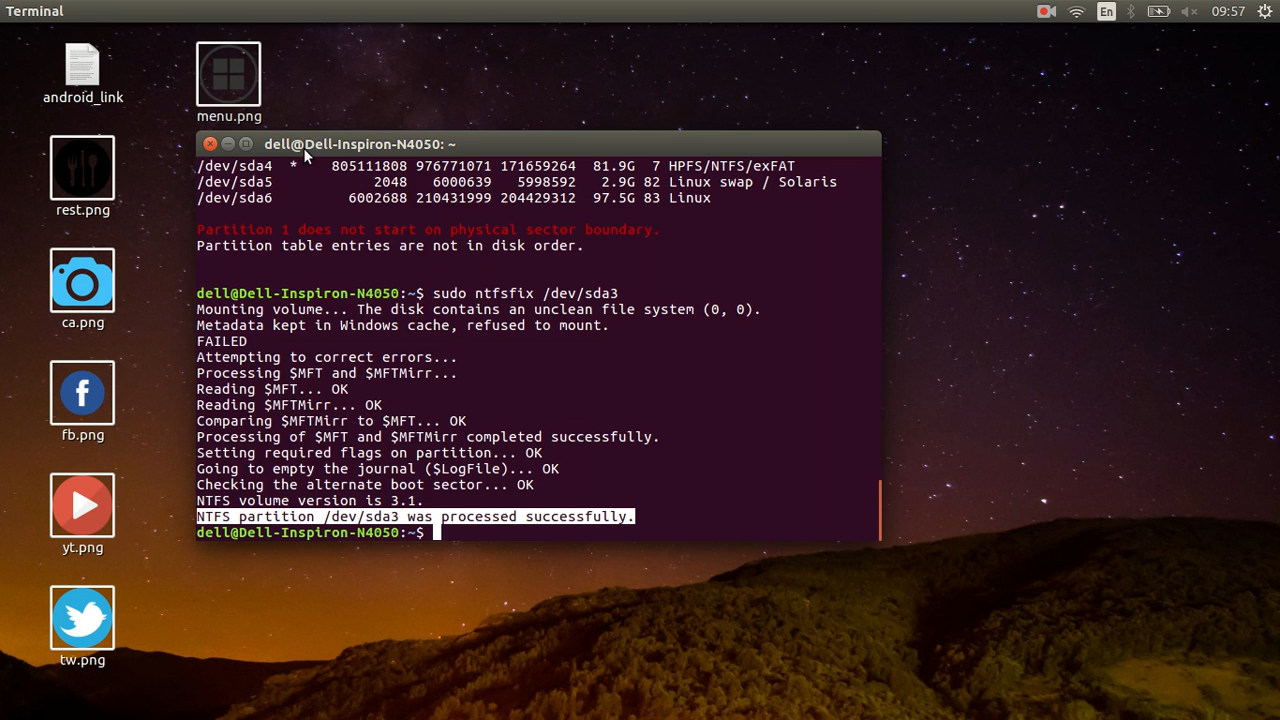 Terminal
En
09:57
android_link
menu.png
rest.png
ca.png
fb.png
yt.png
tw.png
dell@Dell-Inspiron-N4050: ~
/dev/sda4  *    805111808 976771071 171659264  81.9G  7 HPFS/NTFS/exFAT
/dev/sda5            2048   6000639   5998592   2.9G 82 Linux swap / Solaris
/dev/sda6         6002688 210431999 204429312  97.5G 83 Linux
Partition 1 does not start on physical sector boundary.
Partition table entries are not in disk order.
dell@Dell-Inspiron-N4050:~$ sudo ntfsfix /dev/sda3
Mounting volume... The disk contains an unclean file system (0, 0).
Metadata kept in Windows cache, refused to mount.
FAILED
Attempting to correct errors...
Processing $MFT and $MFTMirr...
Reading $MFT... OK
Reading $MFTMirr... OK
Comparing $MFTMirr to $MFT... OK
Processing of $MFT and $MFTMirr completed successfully.
Setting required flags on partition... OK
Going to empty the journal ($LogFile)... OK
Checking the alternate boot sector... OK
NTFS volume version is 3.1.
NTFS partition /dev/sda3 was processed successfully.
dell@Dell-Inspiron-N4050:~$